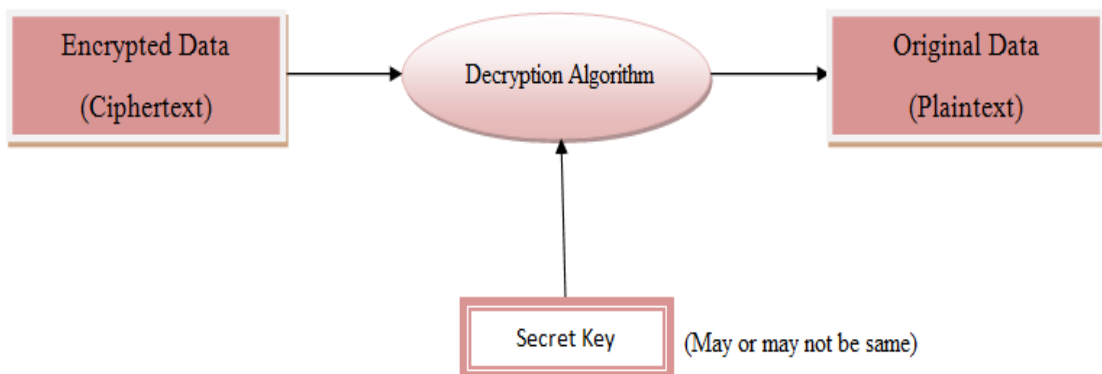 Encrypted Data
(Ciphertext)
Decryption Algorithm
Original Data
(Plaintext)
Secret Key
(May or may not be same)